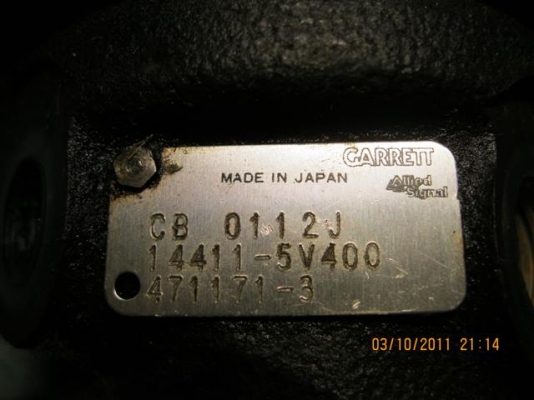 GARRETT
MADE IN JAPAN
Allied Signal
CB 0112J
14411-5V400
471171-3
03/10/2011 21:14